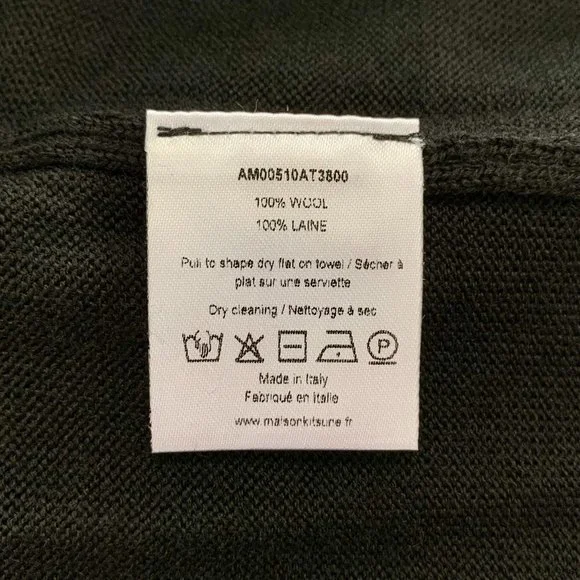 AM00510AT3800
100% WOOL
100% LAINE
Pull to shape dry flat on towel / Sécher à
plat sur une serviette
Dry cleaning / Nettoyage à sec
P
Made in Italy
Fabriqué en Italie
www.maisonkitsune.fr